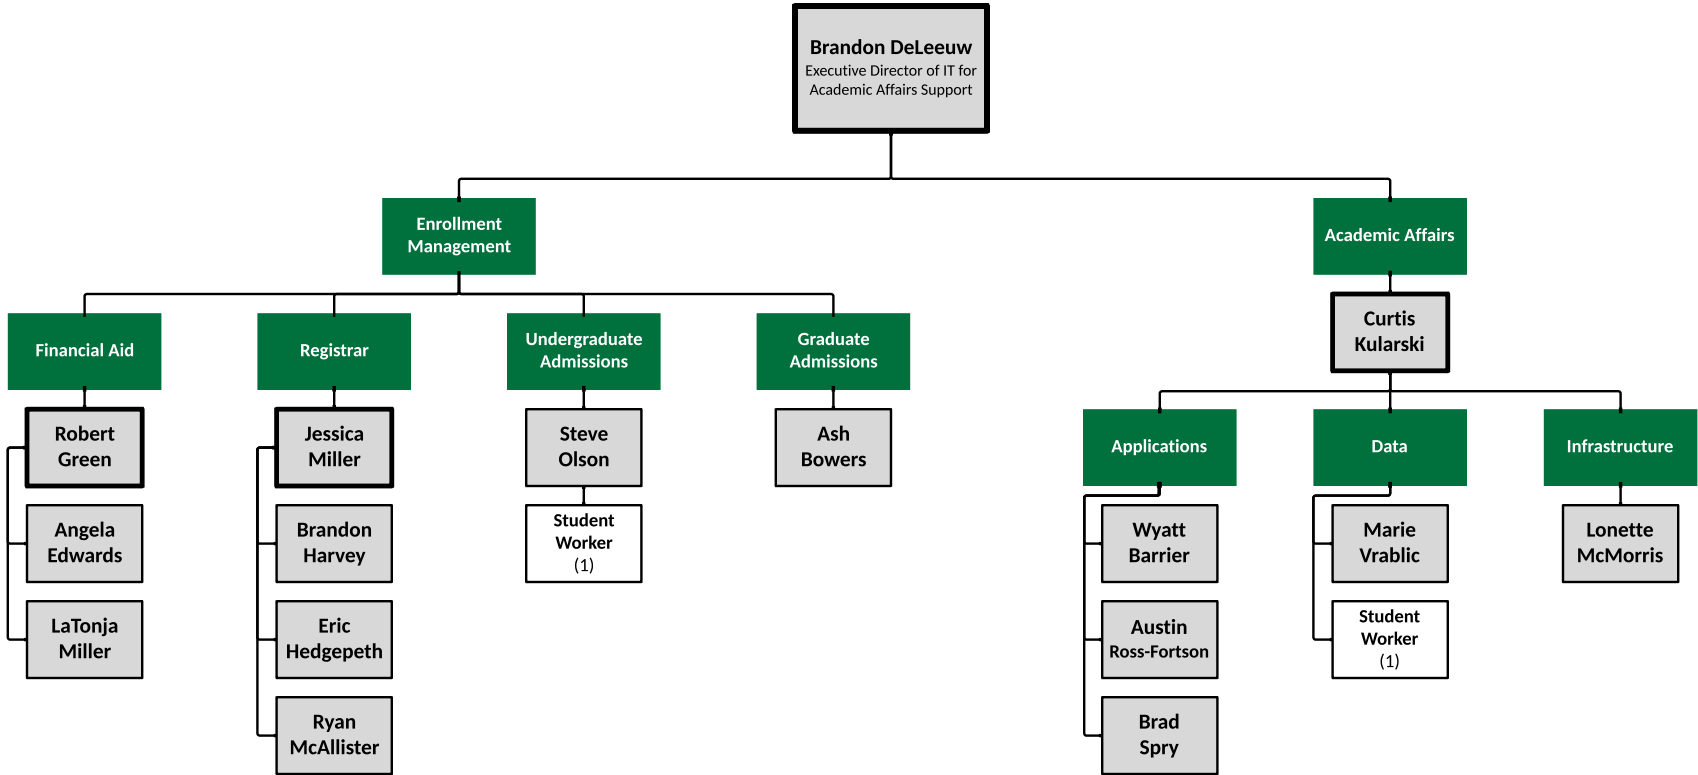 Brandon DeLeeuw
Executive Director of IT for
Academic Affairs Support
Enrollment
Management
Academic Affairs
Financial Aid
Registrar
Undergraduate
Admissions
Graduate
Admissions
Curtis
Kularski
Robert
Green
Angela
Edwards
LaTonja
Miller
Jessica
Miller
Brandon
Harvey
Eric
Hedgepeth
Ryan
McAllister
Steve
Olson
Student
Worker
(1)
Ash
Bowers
Applications
Wyatt
Barrier
Austin
Ross-Fortson
Brad
Spry
Data
Marie
Vrablic
Student
Worker
(1)
Infrastructure
Lonette
McMorris